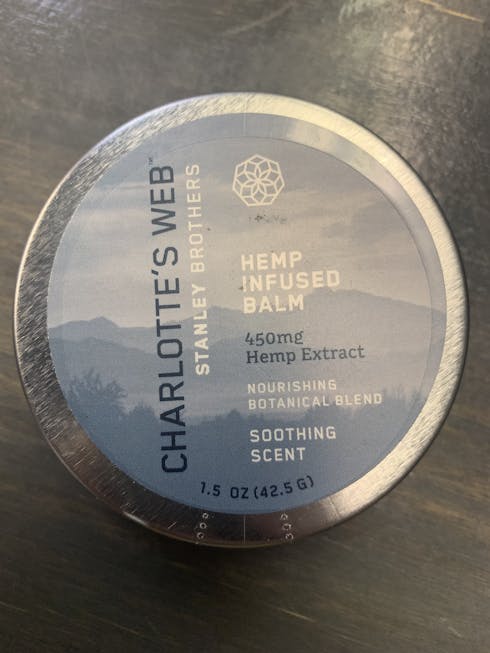 CHARLOTTE'S WEB™
STANLEY BROTHERS
HEMP
INFUSED
BALM
450mg
Hemp Extract
NOURISHING
BOTANICAL BLEND
SOOTHING
SCENT
1.5 OZ (42.5 G)